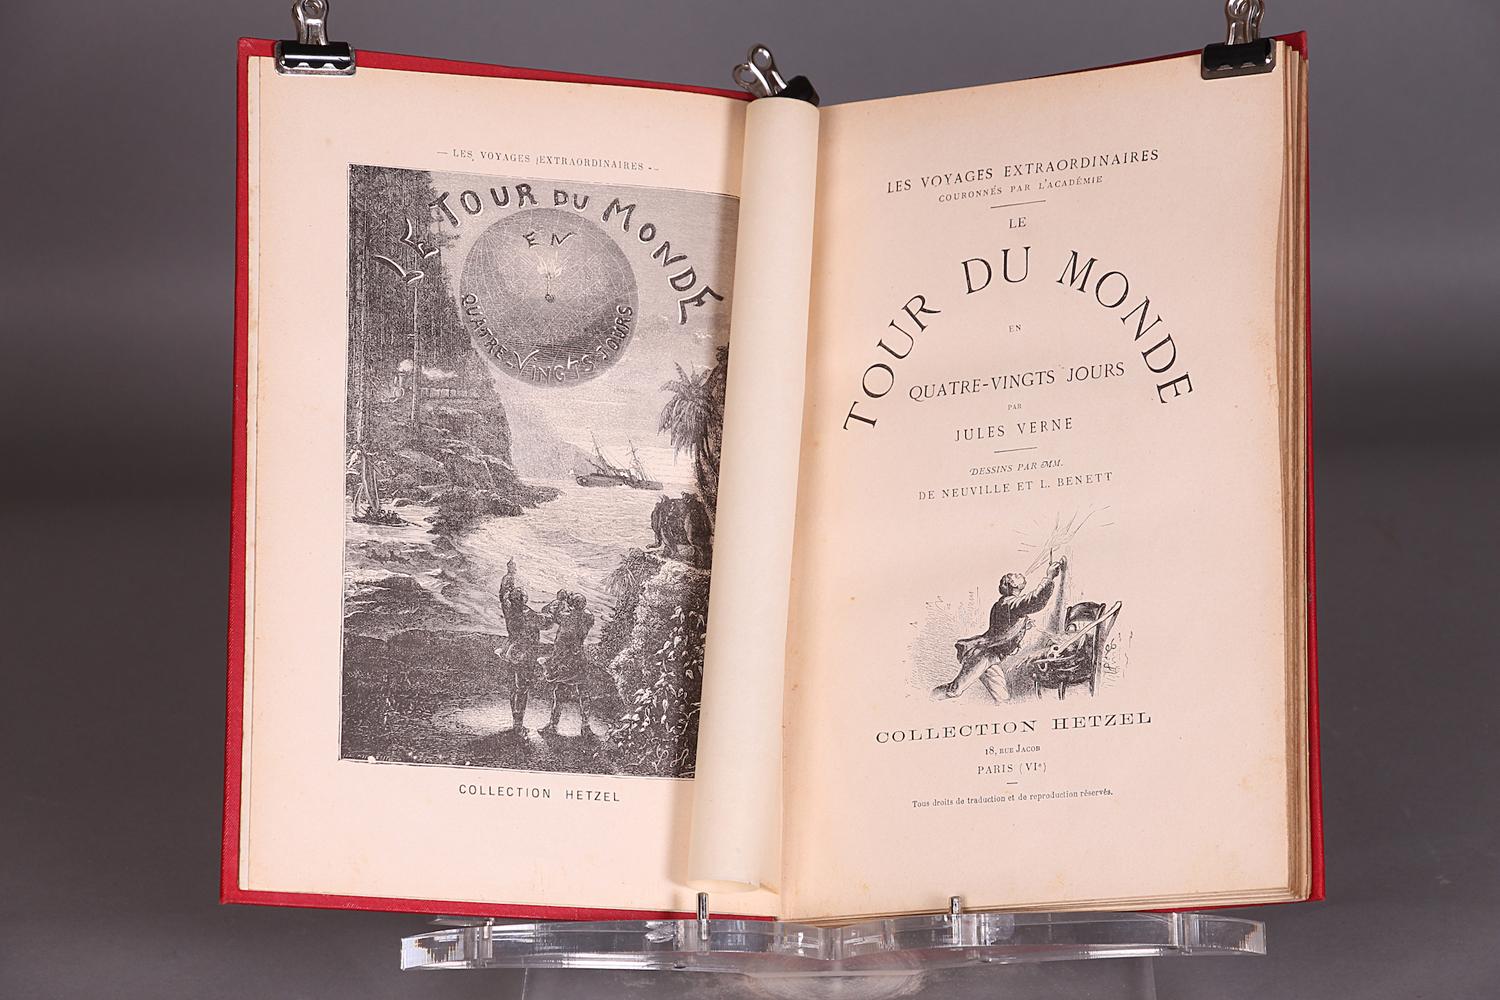 — LES VOYAGES EXTRAORDINAIRES --
LE TOUR DU MONDE
EN
QUATRE-VINGTS JOURS
COLLECTION HETZEL
LES VOYAGES EXTRAORDINAIRES
COURONNÉS PAR L'ACADÉMIE
LE
TOUR DU MONDE
EN
QUATRE-VINGTS JOURS
PAR
JULES VERNE
DESSINS PAR MM.
DE NEUVILLE ET L. BENETT
COLLECTION HETZEL
18, RUE JACOB
PARIS (VIe)
Tous droits de traduction et de reproduction réservés.